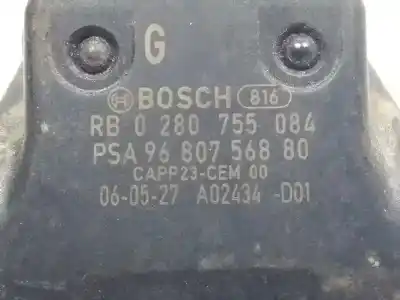 G
BOSCH 816
RB 0 280 755 084
PSA 96 807 568 80
CAPP23-CEM 00
06-05-27 A02434 -D01